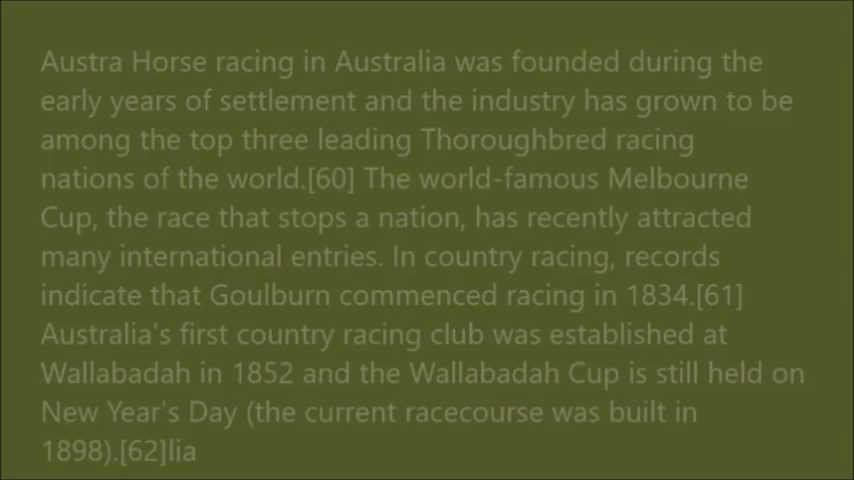 Austra Horse racing in Australia was founded during the
early years of settlement and the industry has grown to be
among the top three leading Thoroughbred racing
nations of the world.[60] The world-famous Melbourne
Cup, the race that stops a nation, has recently attracted
many international entries. In country racing, records
indicate that Goulburn commenced racing in 1834.[61]
Australia's first country racing club was established at
Wallabadah in 1852 and the Wallabadah Cup is still held on
New Year's Day (the current racecourse was built in
1898).[62]lia